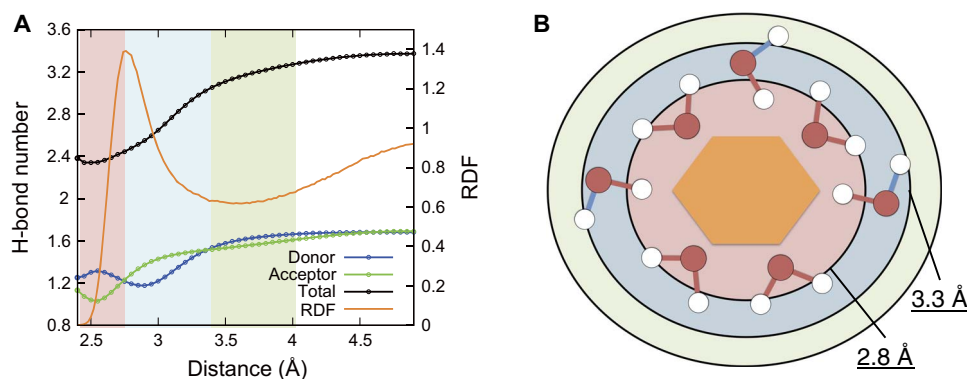 A
B
3.6
3.2
2.8
2.4
2
1.6
1.2
0.8
H-bond number
1.4
1.2
1
0.8
0.6
0.4
0.2
0
RDF
Donor
Acceptor
Total
RDF
2.5 3 3.5 4 4.5
Distance (Å)
3.3 Å
2.8 Å